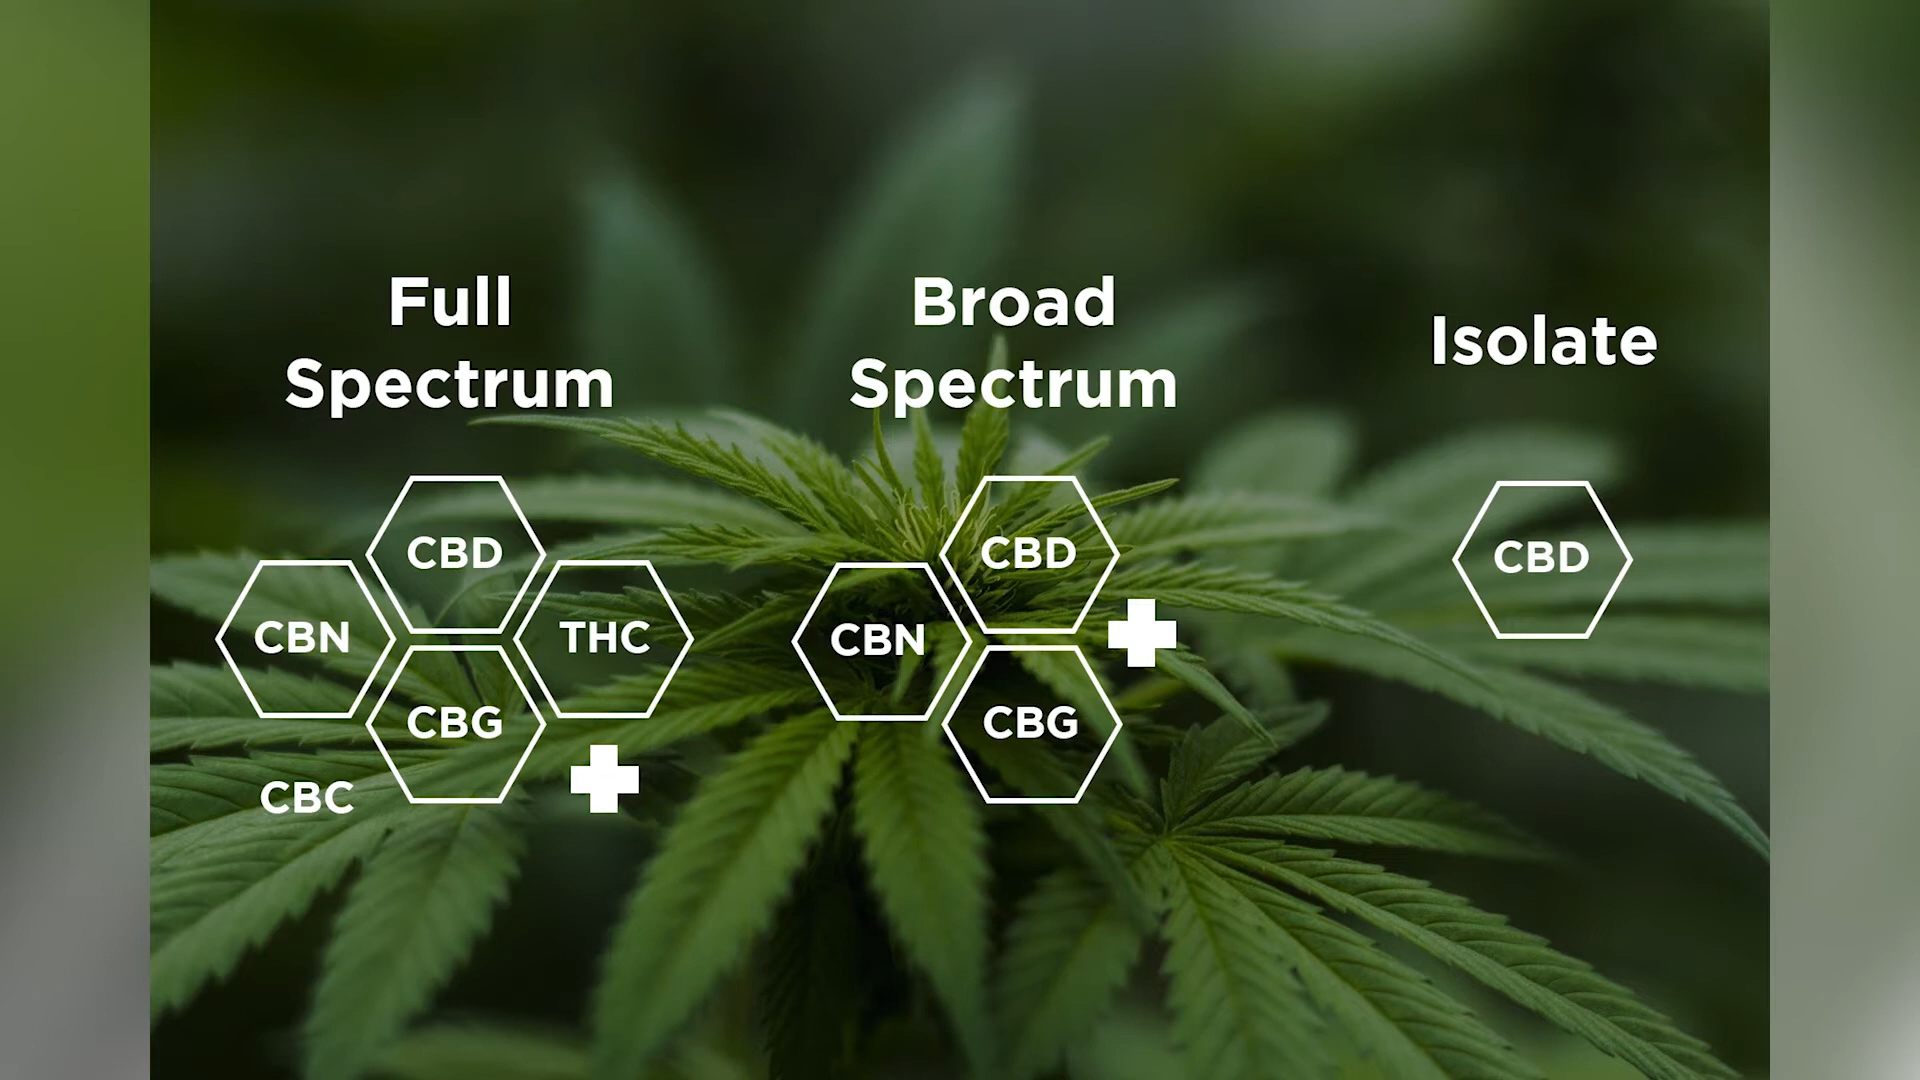 Full
Spectrum
CBD
CBN
THC
CBG
CBC
Broad
Spectrum
CBD
CBN
CBG
Isolate
CBD